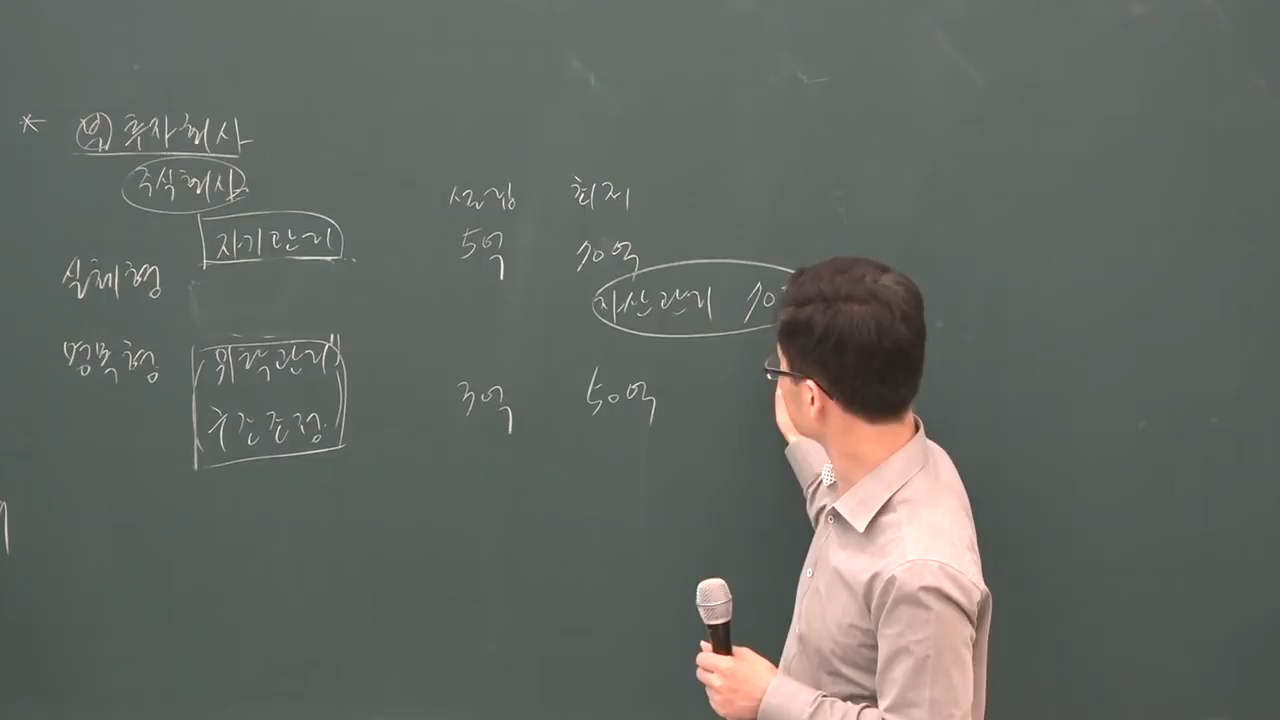 * 투자회사
주식회사
설립 최저
자기관리 5억 70억
실체형
자산관리
명목형 위탁관리
3억 50억
구조조정